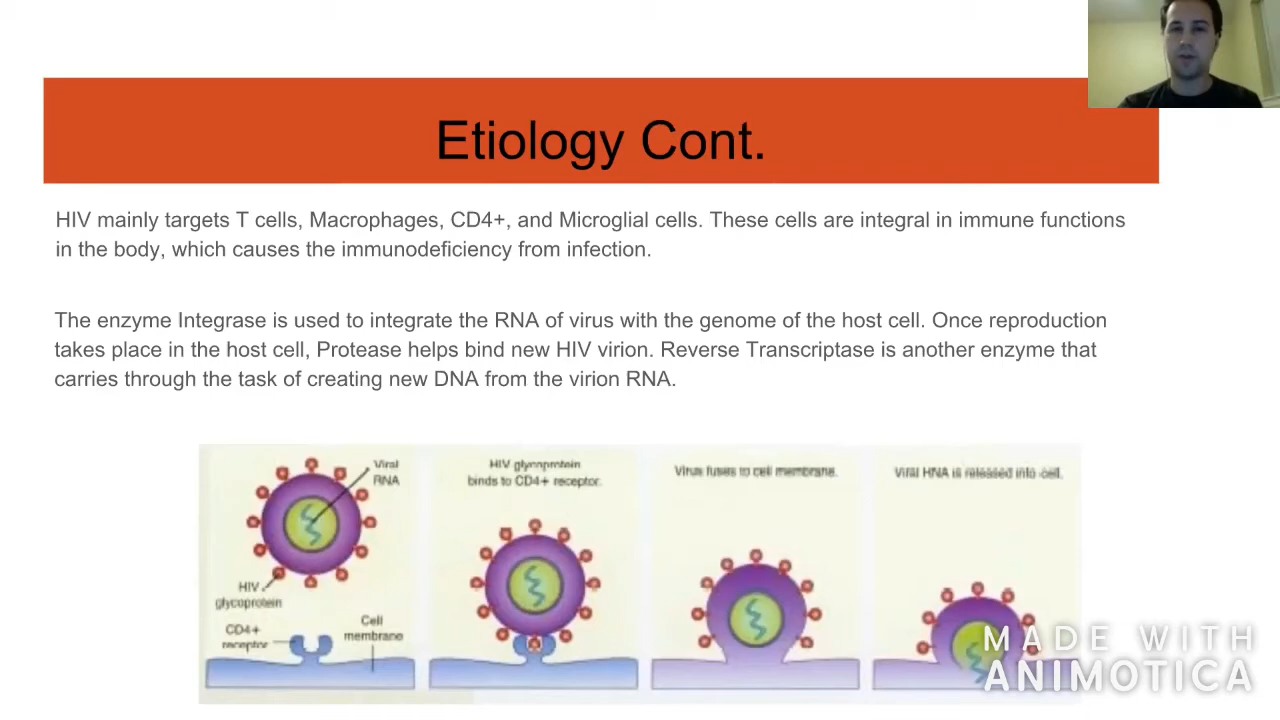 Etiology Cont.
HIV mainly targets T cells, Macrophages, CD4+, and Microglial cells. These cells are integral in immune functions
in the body, which causes the immunodeficiency from infection.
The enzyme Integrase is used to integrate the RNA of virus with the genome of the host cell. Once reproduction
takes place in the host cell, Protease helps bind new HIV virion. Reverse Transcriptase is another enzyme that
carries through the task of creating new DNA from the virion RNA.
Viral
RNA
HIV
glycoprotein
CD4+
receptor
Cell
membrane
HIV glycoprotein
binds to CD4+ receptor.
Virus fuses to cell membrane.
Viral RNA is released into cell.
MADE WITH
ANIMOTICA